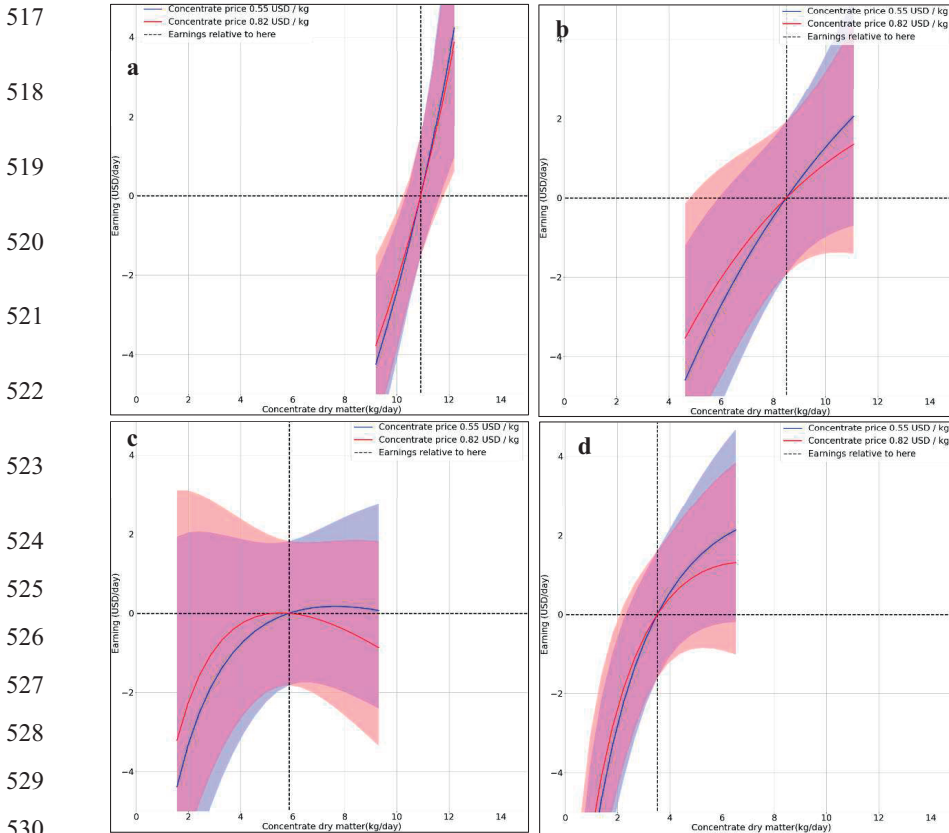 517
518
519
520
521
522
523
524
525
526
527
528
529
530
Concentrate price 0.55 USD / kg
Concentrate price 0.82 USD / kg
Earnings relative to here
a
4
2
0
−2
−4
Earning (USD/day)
0 2 4 6 8 10 12 14
Concentrate dry matter(kg/day)
Concentrate price 0.55 USD / kg
Concentrate price 0.82 USD / kg
Earnings relative to here
b
4
2
0
−2
−4
Earning (USD/day)
0 2 4 6 8 10 12 14
Concentrate dry matter(kg/day)
Concentrate price 0.55 USD / kg
Concentrate price 0.82 USD / kg
Earnings relative to here
c
4
2
0
−2
−4
Earning (USD/day)
0 2 4 6 8 10 12 14
Concentrate dry matter(kg/day)
Concentrate price 0.55 USD / kg
Concentrate price 0.82 USD / kg
Earnings relative to here
d
4
2
0
−2
−4
Earning (USD/day)
0 2 4 6 8 10 12 14
Concentrate dry matter(kg/day)